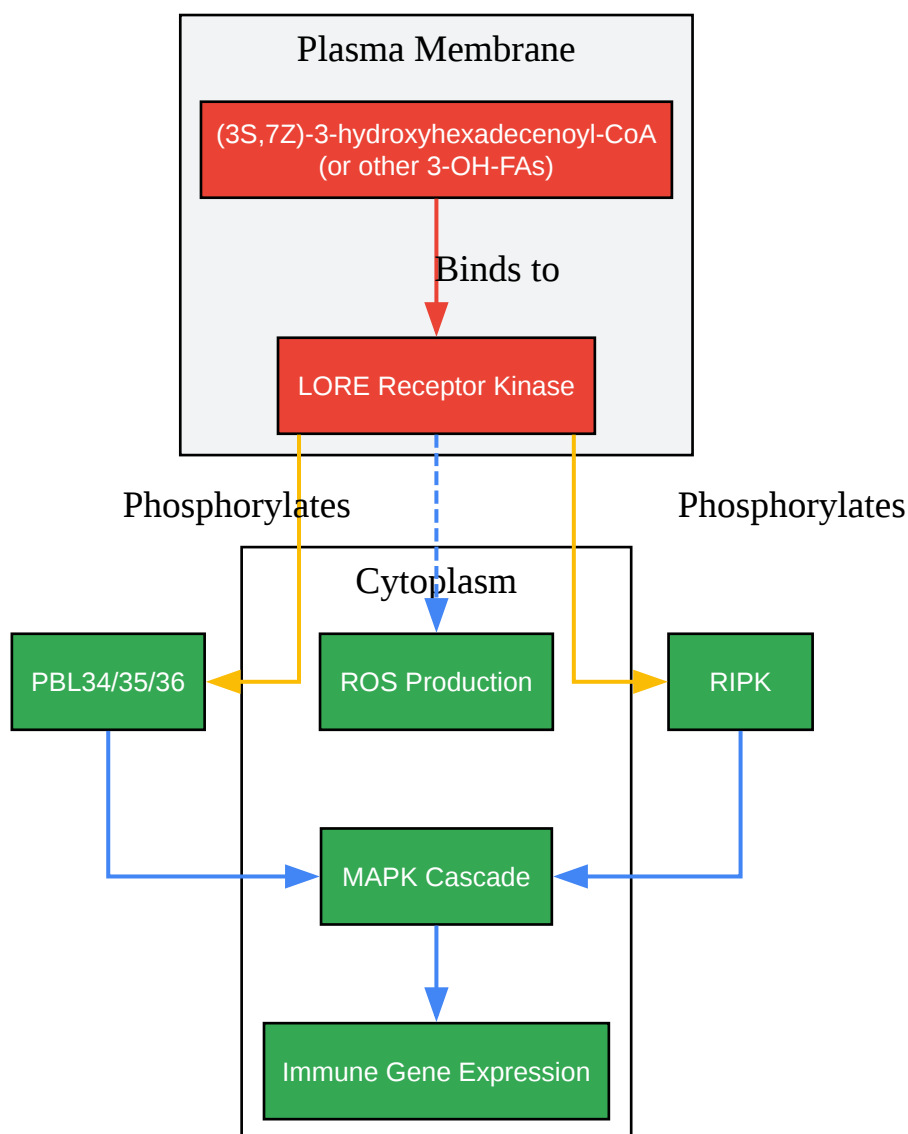 Plasma Membrane
(3S,7Z)-3-hydroxyhexadecenoyl-CoA
(or other 3-OH-FAs)
Binds to
LORE Receptor Kinase
Phosphorylates
Phosphorylates
Cytoplasm
PBL34/35/36
ROS Production
RIPK
MAPK Cascade
Immune Gene Expression